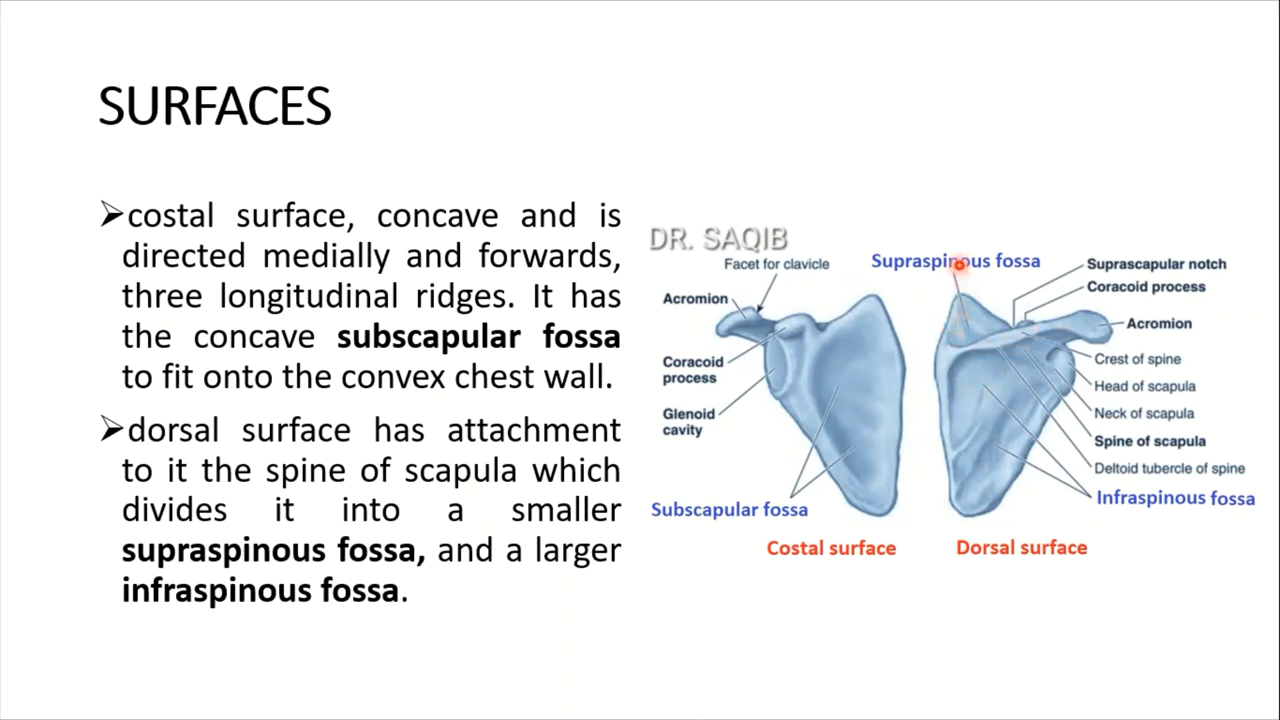 SURFACES
➢costal surface, concave and is
directed medially and forwards,
three longitudinal ridges. It has
the concave subscapular fossa
to fit onto the convex chest wall.
➢dorsal surface has attachment
to it the spine of scapula which
divides it into a smaller
supraspinous fossa, and a larger
infraspinous fossa.
DR. SAQIB
Facet for clavicle
Acromion
Coracoid
process
Glenoid
cavity
Subscapular fossa
Costal surface
Supraspinous fossa
Suprascapular notch
Coracoid process
Acromion
Crest of spine
Head of scapula
Neck of scapula
Spine of scapula
Deltoid tubercle of spine
Infraspinous fossa
Dorsal surface